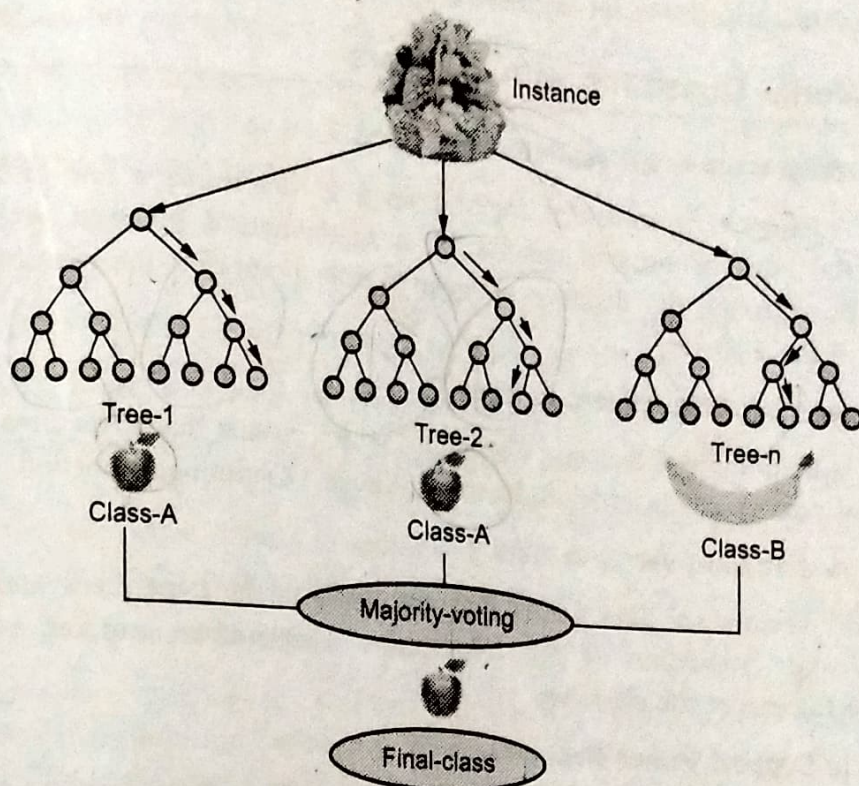 Instance
Tree-1
Tree-2.
Tree-n
Class-A
Class-A
Class-B
Majority-voting
Final-class